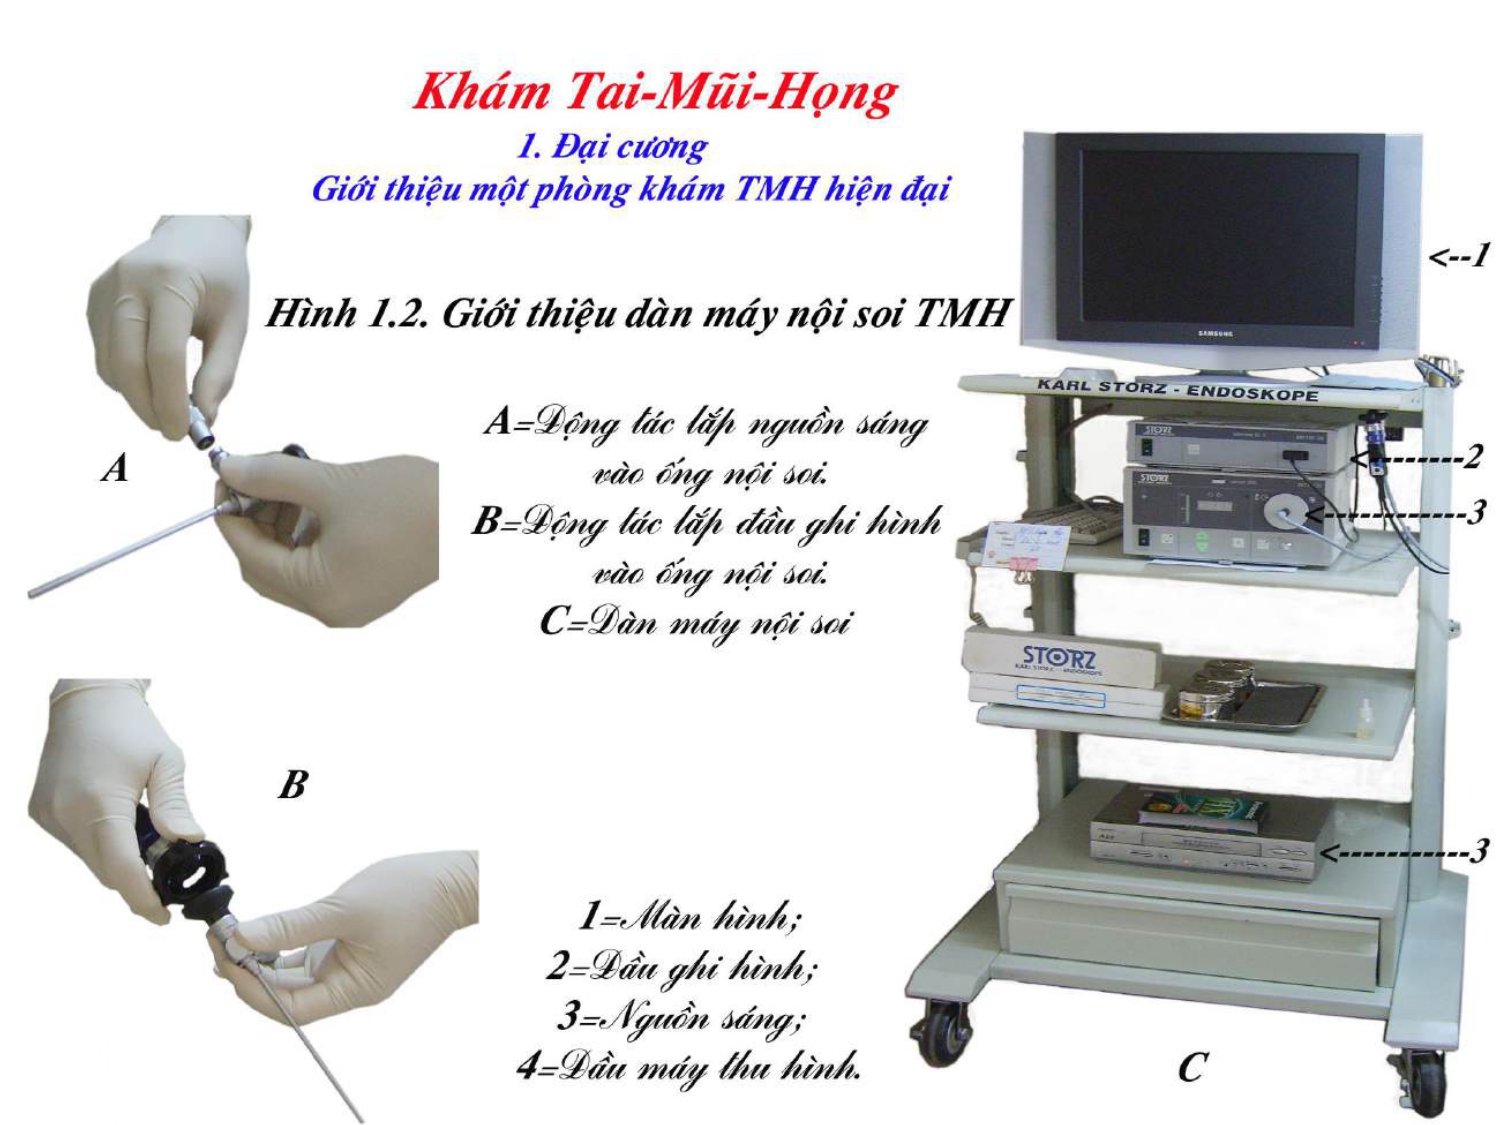 Khám Tai-Mũi-Họng
1. Đại cương
Giới thiệu một phòng khám TMH hiện đại
<--1
Hình 1.2. Giới thiệu dàn máy nội soi TMH
SAMSUNG
KARL STORZ - ENDOSKOPE
A=Động tác lắp nguồn sáng
vào ống nội soi.
A
B=Động tác lắp đầu ghi hình
vào ống nội soi.
C=Dàn máy nội soi
STORZ
<--------2
STORZ
<------------3
STORZ
KARL STORZ - ENDOSKOPE
B
<-----------3
1=Màn hình;
2=Đầu ghi hình;
3=Nguồn sáng;
4=Đầu máy thu hình.
C